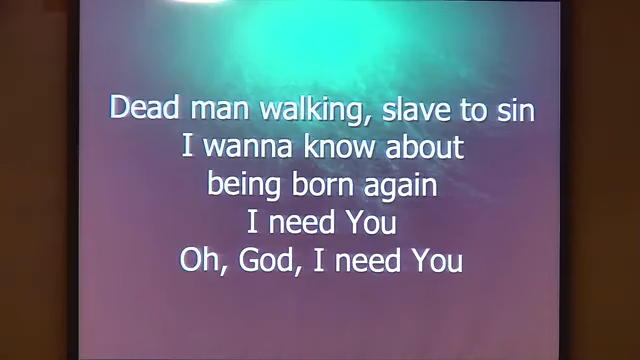 Dead man walking, slave to sin
I wanna know about
being born again
I need You
Oh, God, I need You